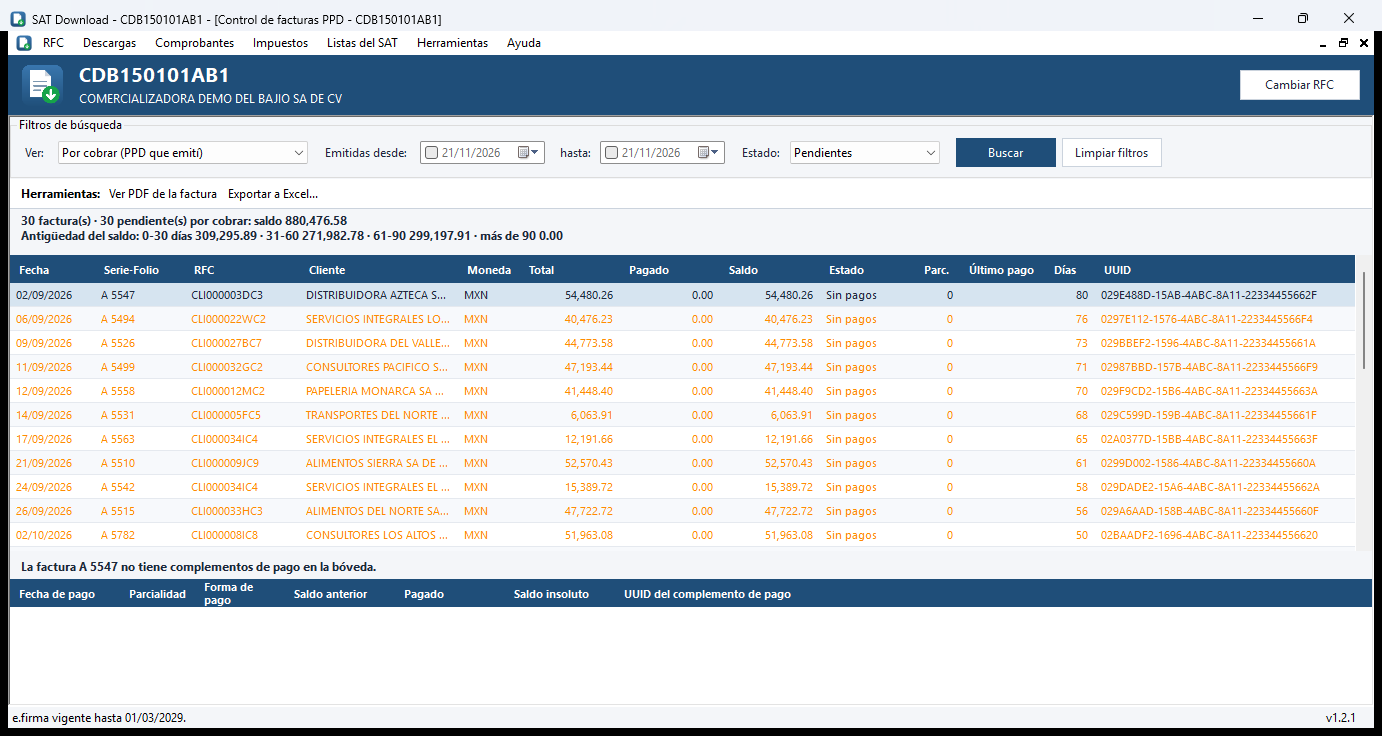 SAT Download - CDB150101AB1 - [Control de facturas PPD - CDB150101AB1]
RFC Descargas Comprobantes Impuestos Listas del SAT Herramientas Ayuda
CDB150101AB1
COMERCIALIZADORA DEMO DEL BAJIO SA DE CV
Cambiar RFC
Filtros de búsqueda
Ver: Por cobrar (PPD que emití) Emitidas desde: 21/11/2026 hasta: 21/11/2026 Estado: Pendientes Buscar Limpiar filtros
Herramientas: Ver PDF de la factura Exportar a Excel...
30 factura(s) · 30 pendiente(s) por cobrar: saldo 880,476.58
Antigüedad del saldo: 0-30 días 309,295.89 · 31-60 271,982.78 · 61-90 299,197.91 · más de 90 0.00
Fecha Serie-Folio RFC Cliente Moneda Total Pagado Saldo Estado Parc. Último pago Días UUID
02/09/2026 A 5547 CLI000003DC3 DISTRIBUIDORA AZTECA S... MXN 54,480.26 0.00 54,480.26 Sin pagos 0 80 029E488D-15AB-4ABC-8A11-22334455662F
06/09/2026 A 5494 CLI000022WC2 SERVICIOS INTEGRALES LO... MXN 40,476.23 0.00 40,476.23 Sin pagos 0 76 0297E112-1576-4ABC-8A11-2233445566F4
09/09/2026 A 5526 CLI000027BC7 DISTRIBUIDORA DEL VALLE... MXN 44,773.58 0.00 44,773.58 Sin pagos 0 73 029BBEF2-1596-4ABC-8A11-22334455661A
11/09/2026 A 5499 CLI000032GC2 CONSULTORES PACIFICO S... MXN 47,193.44 0.00 47,193.44 Sin pagos 0 71 02987BBD-157B-4ABC-8A11-2233445566F9
12/09/2026 A 5558 CLI000012MC2 PAPELERIA MONARCA SA ... MXN 41,448.40 0.00 41,448.40 Sin pagos 0 70 029F9CD2-15B6-4ABC-8A11-22334455663A
14/09/2026 A 5531 CLI000005FC5 TRANSPORTES DEL NORTE ... MXN 6,063.91 0.00 6,063.91 Sin pagos 0 68 029C599D-159B-4ABC-8A11-22334455661F
17/09/2026 A 5563 CLI000034IC4 SERVICIOS INTEGRALES EL ... MXN 12,191.66 0.00 12,191.66 Sin pagos 0 65 02A0377D-15BB-4ABC-8A11-22334455663F
21/09/2026 A 5510 CLI000009JC9 ALIMENTOS SIERRA SA DE ... MXN 52,570.43 0.00 52,570.43 Sin pagos 0 61 0299D002-1586-4ABC-8A11-22334455660A
24/09/2026 A 5542 CLI000034IC4 SERVICIOS INTEGRALES EL ... MXN 15,389.72 0.00 15,389.72 Sin pagos 0 58 029DADE2-15A6-4ABC-8A11-22334455662A
26/09/2026 A 5515 CLI000033HC3 ALIMENTOS DEL NORTE SA... MXN 47,722.72 0.00 47,722.72 Sin pagos 0 56 029A6AAD-158B-4ABC-8A11-22334455660F
02/10/2026 A 5782 CLI000008IC8 CONSULTORES LOS ALTOS ... MXN 51,963.08 0.00 51,963.08 Sin pagos 0 50 02BAADF2-1696-4ABC-8A11-223344556620
La factura A 5547 no tiene complementos de pago en la bóveda.
Fecha de pago Parcialidad Forma de pago Saldo anterior Pagado Saldo insoluto UUID del complemento de pago
e.firma vigente hasta 01/03/2029. v1.2.1